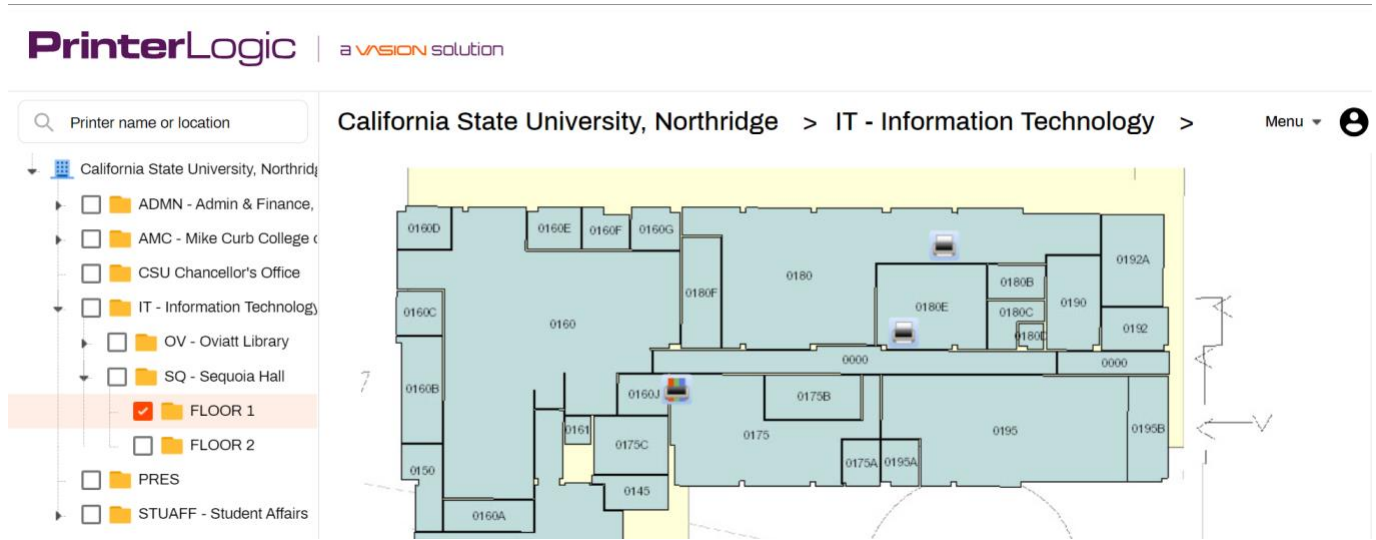 PrinterLogic | a VASION solution
Printer name or location
California State University, Northridge > IT - Information Technology >
Menu
California State University, Northridg
ADMN - Admin & Finance,
AMC - Mike Curb College c
CSU Chancellor's Office
IT - Information Technology
OV - Oviatt Library
SQ - Sequoia Hall
FLOOR 1
FLOOR 2
PRES
STUAFF - Student Affairs
0160D
0160E
0160F
0160G
0192A
0180
0180B
0180F
0180E
0190
0160C
0180C
0160
0192
0180D
0000
0000
0160B
0160J
0175B
0161
0175C
0175
0195
0195B
0150
0175A
0195A
0145
0160A